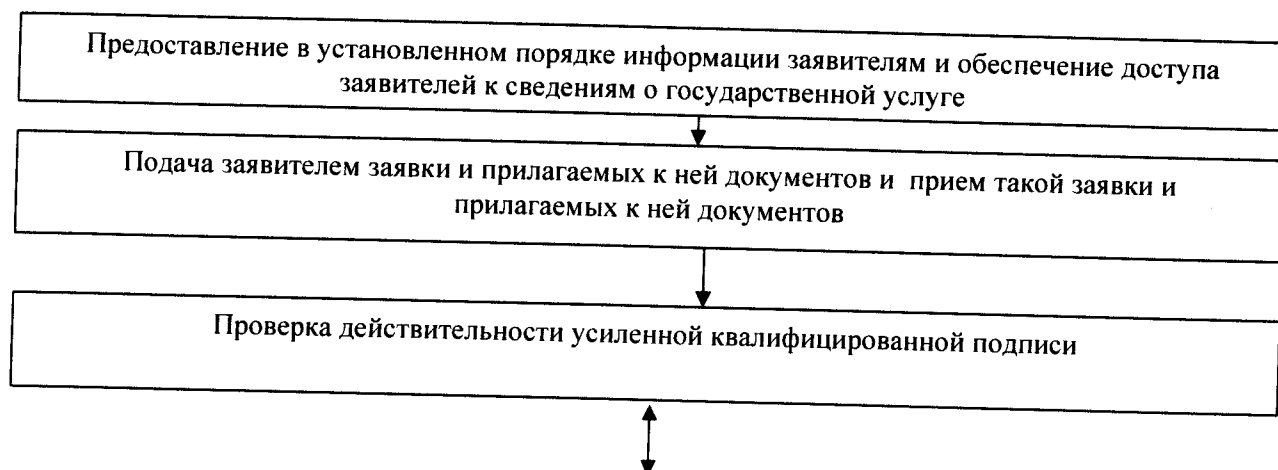 Предоставление в установленном порядке информации заявителям и обеспечение доступа
заявителей к сведениям о государственной услуге
Подача заявителем заявки и прилагаемых к ней документов и прием такой заявки и
прилагаемых к ней документов
Проверка действительности усиленной квалифицированной подписи